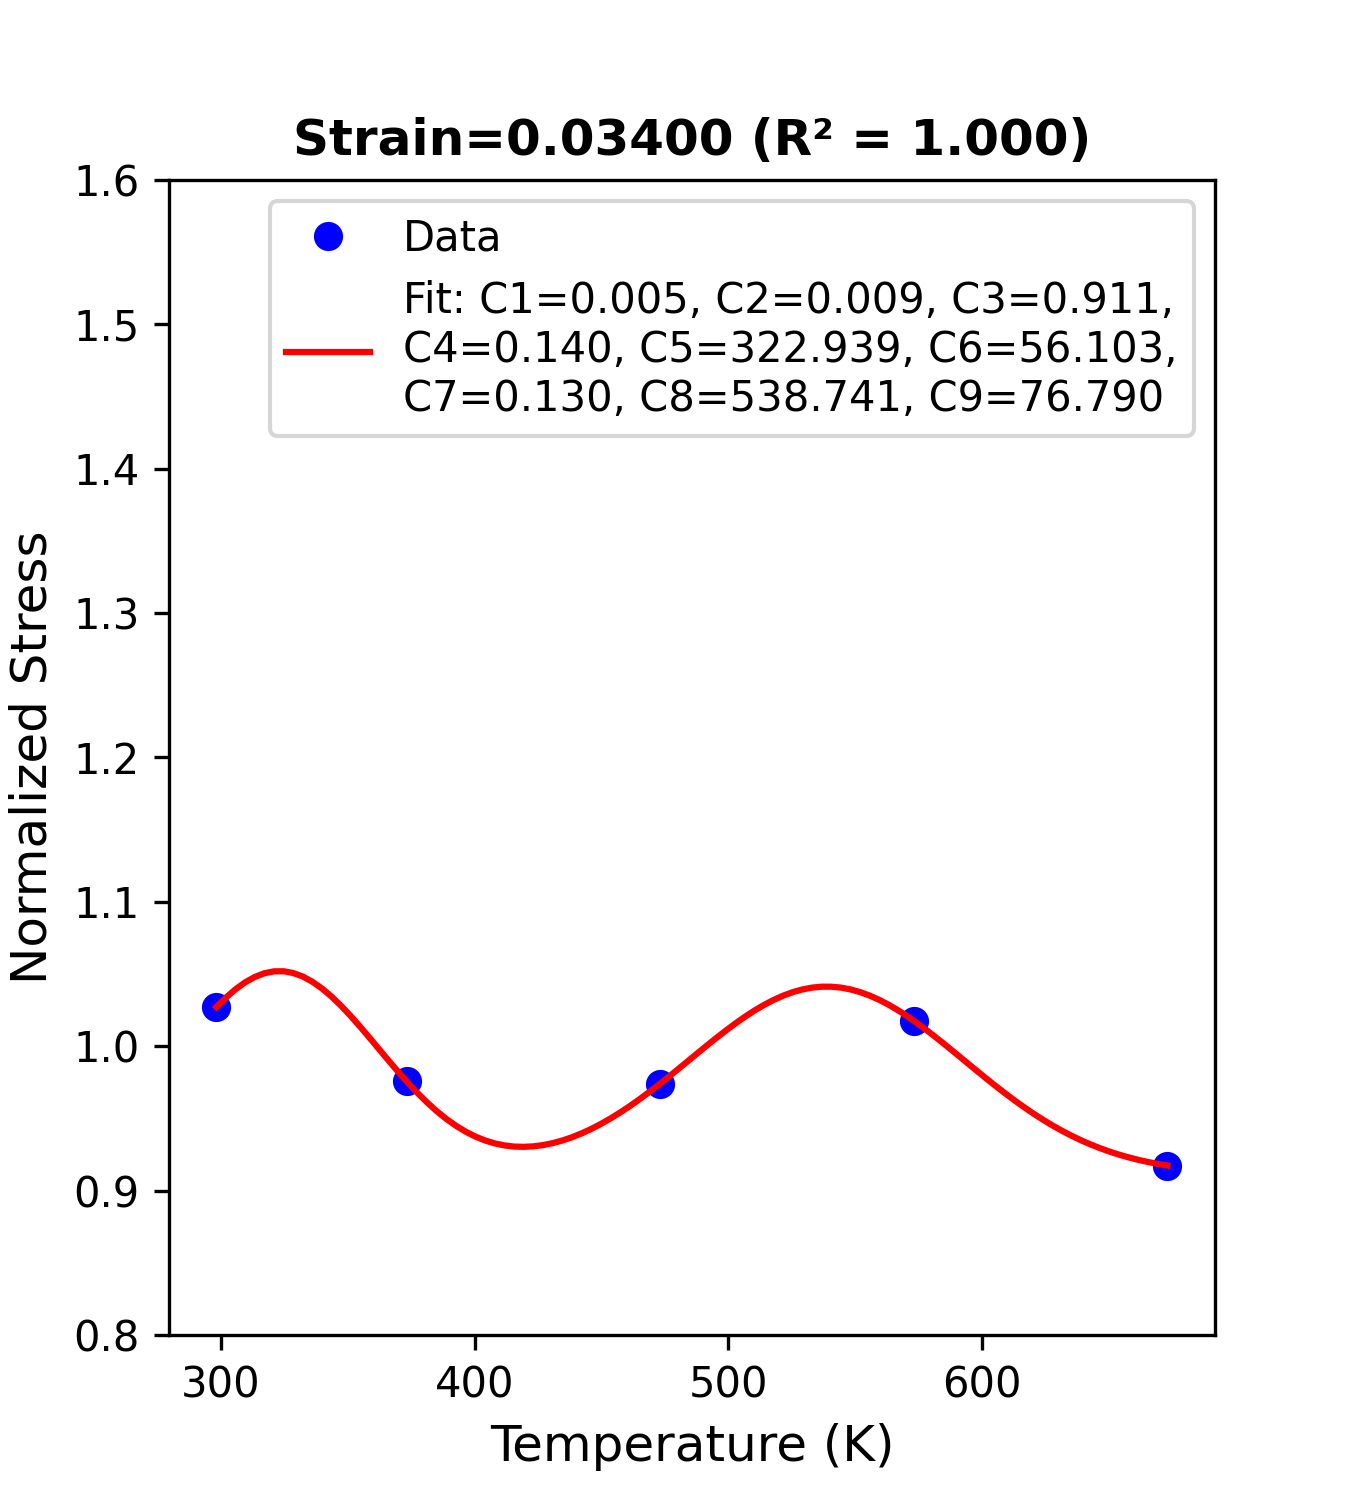 Strain=0.03400 (R² = 1.000)
1.6
1.5
1.4
1.3
1.2
1.1
1.0
0.9
0.8
Normalized Stress
Data
Fit: C1=0.005, C2=0.009, C3=0.911,
C4=0.140, C5=322.939, C6=56.103,
C7=0.130, C8=538.741, C9=76.790
300 400 500 600
Temperature (K)